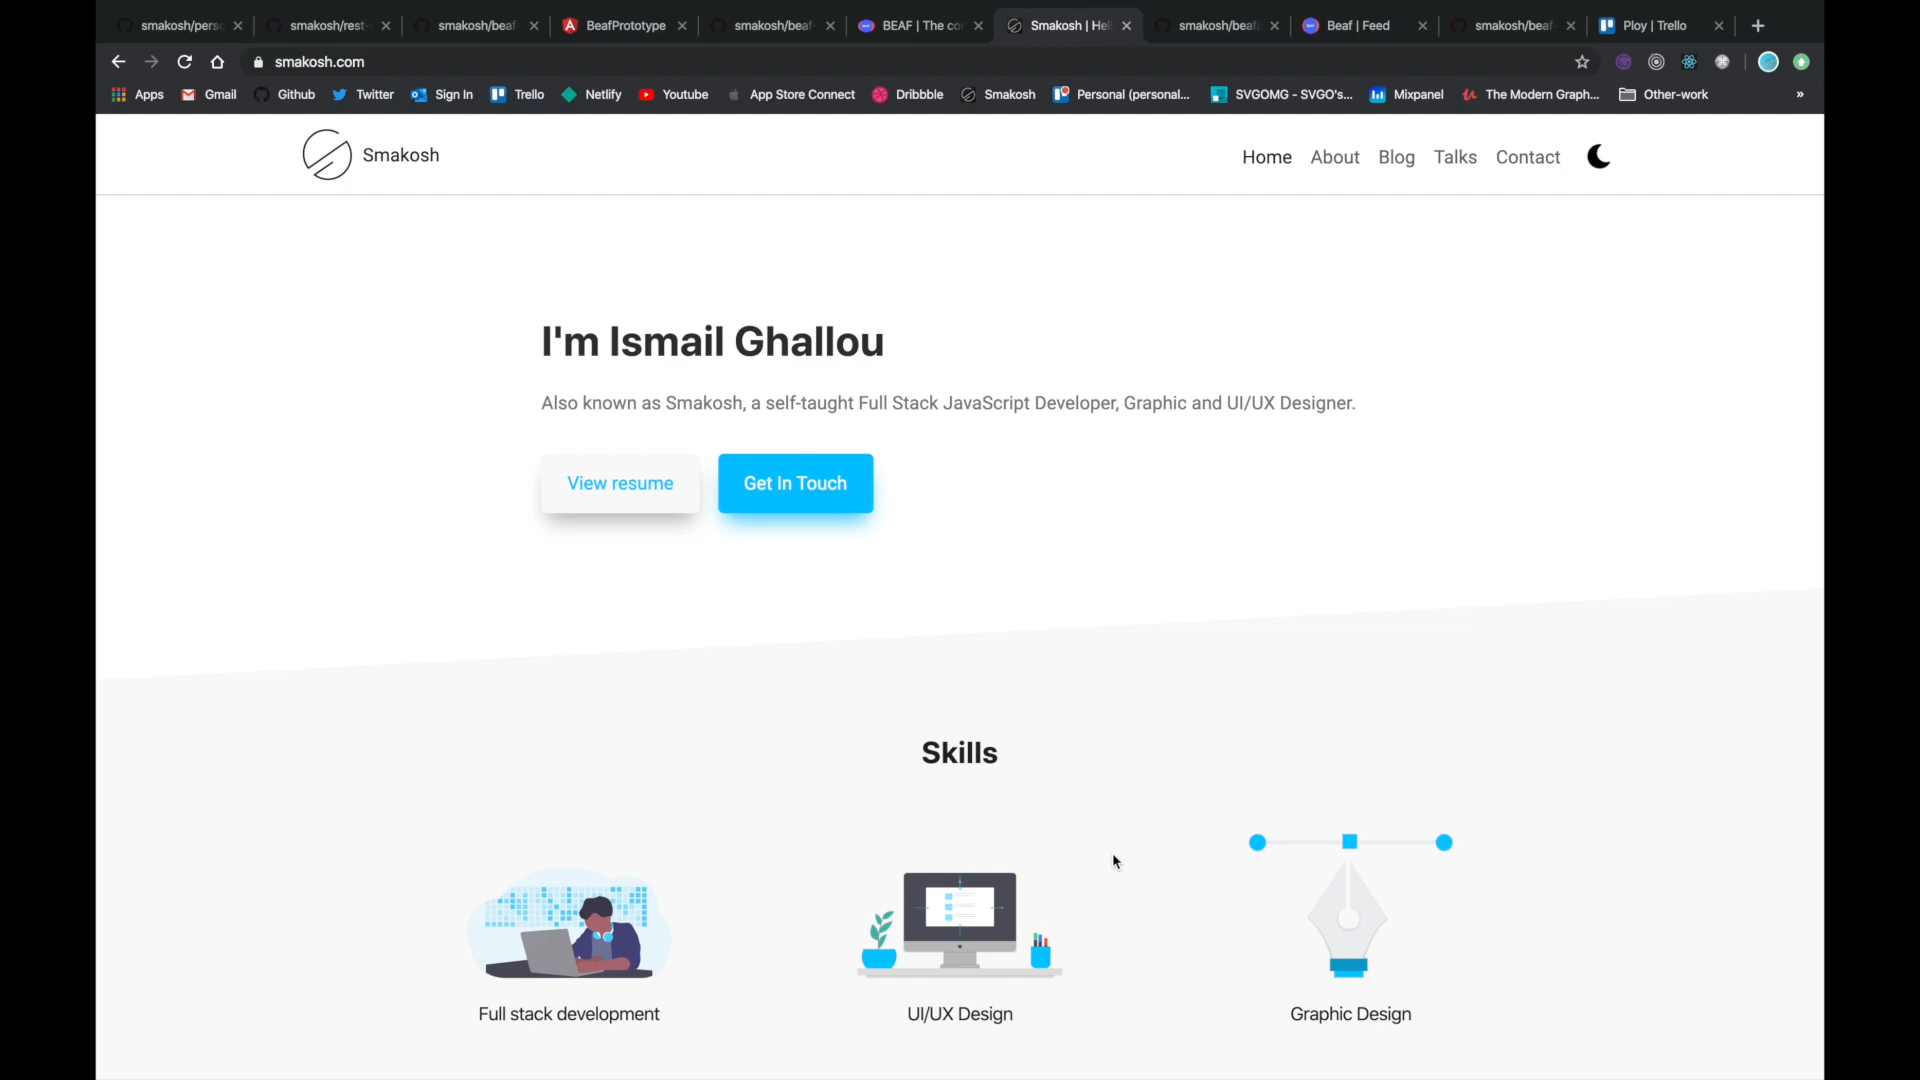 smakosh/pers smakosh/rest- smakosh/beaf- BeafPrototype smakosh/beaf- BEAF | The co Smakosh | Hel smakosh/beaf Beaf | Feed smakosh/beaf- Ploy | Trello
smakosh.com
Apps Gmail Github Twitter Sign In Trello Netlify Youtube App Store Connect Dribbble Smakosh Personal (personal... SVGOMG - SVGO's... Mixpanel The Modern Graph... Other-work »
Smakosh Home About Blog Talks Contact
I'm Ismail Ghallou
Also known as Smakosh, a self-taught Full Stack JavaScript Developer, Graphic and UI/UX Designer.
View resume Get In Touch
Skills
Full stack development UI/UX Design Graphic Design